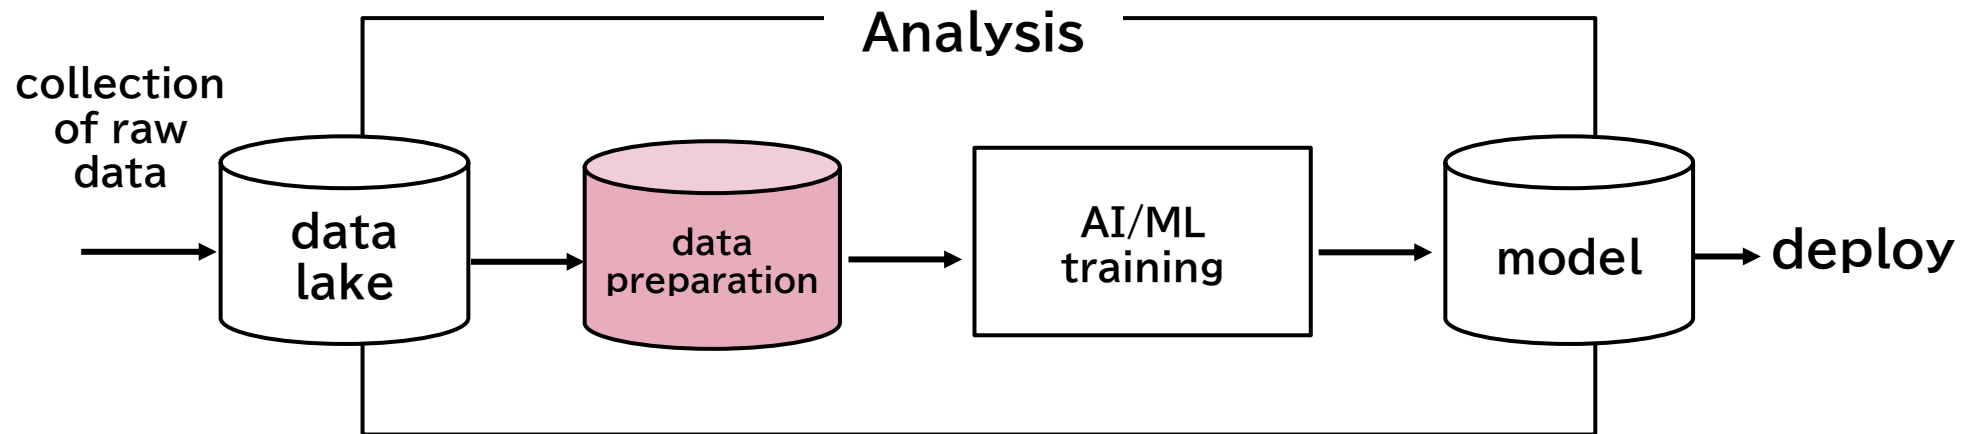 Analysis
collection
of raw
data
data
lake
data
preparation
AI/ML
training
model
deploy